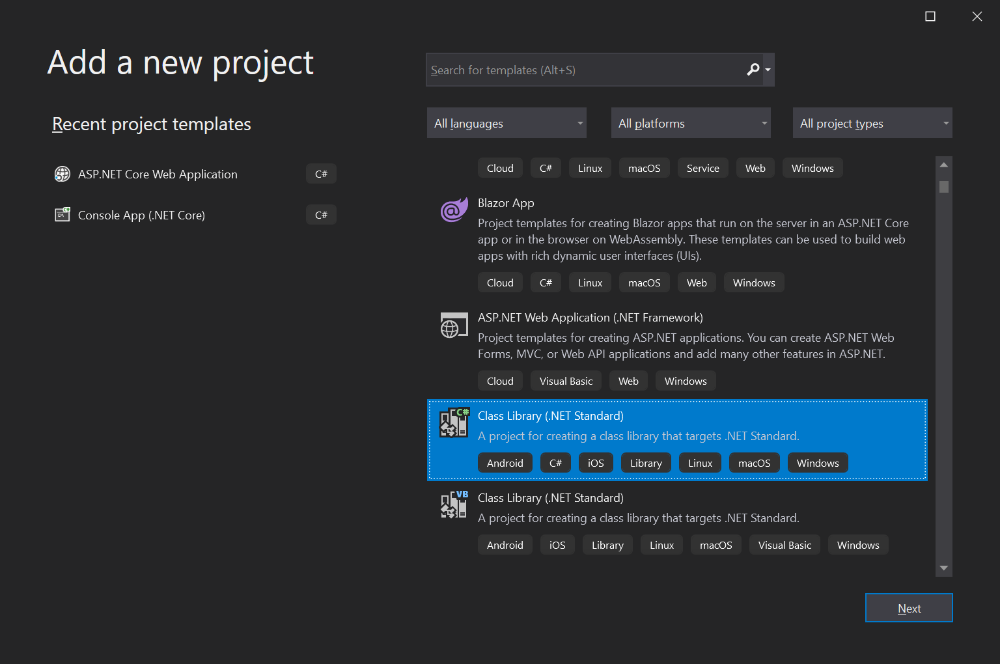 Add a new project
Search for templates (Alt+S)
Recent project templates
All languages
All platforms
All project types
ASP.NET Core Web Application C#
Console App (.NET Core) C#
Cloud C# Linux macOS Service Web Windows
Blazor App
Project templates for creating Blazor apps that run on the server in an ASP.NET Core
app or in the browser on WebAssembly. These templates can be used to build web
apps with rich dynamic user interfaces (UIs).
Cloud C# Linux macOS Web Windows
ASP.NET Web Application (.NET Framework)
Project templates for creating ASP.NET applications. You can create ASP.NET Web
Forms, MVC, or Web API applications and add many other features in ASP.NET.
Cloud Visual Basic Web Windows
C#
Class Library (.NET Standard)
A project for creating a class library that targets .NET Standard.
Android C# iOS Library Linux macOS Windows
VB
Class Library (.NET Standard)
A project for creating a class library that targets .NET Standard.
Android iOS Library Linux macOS Visual Basic Windows
Next